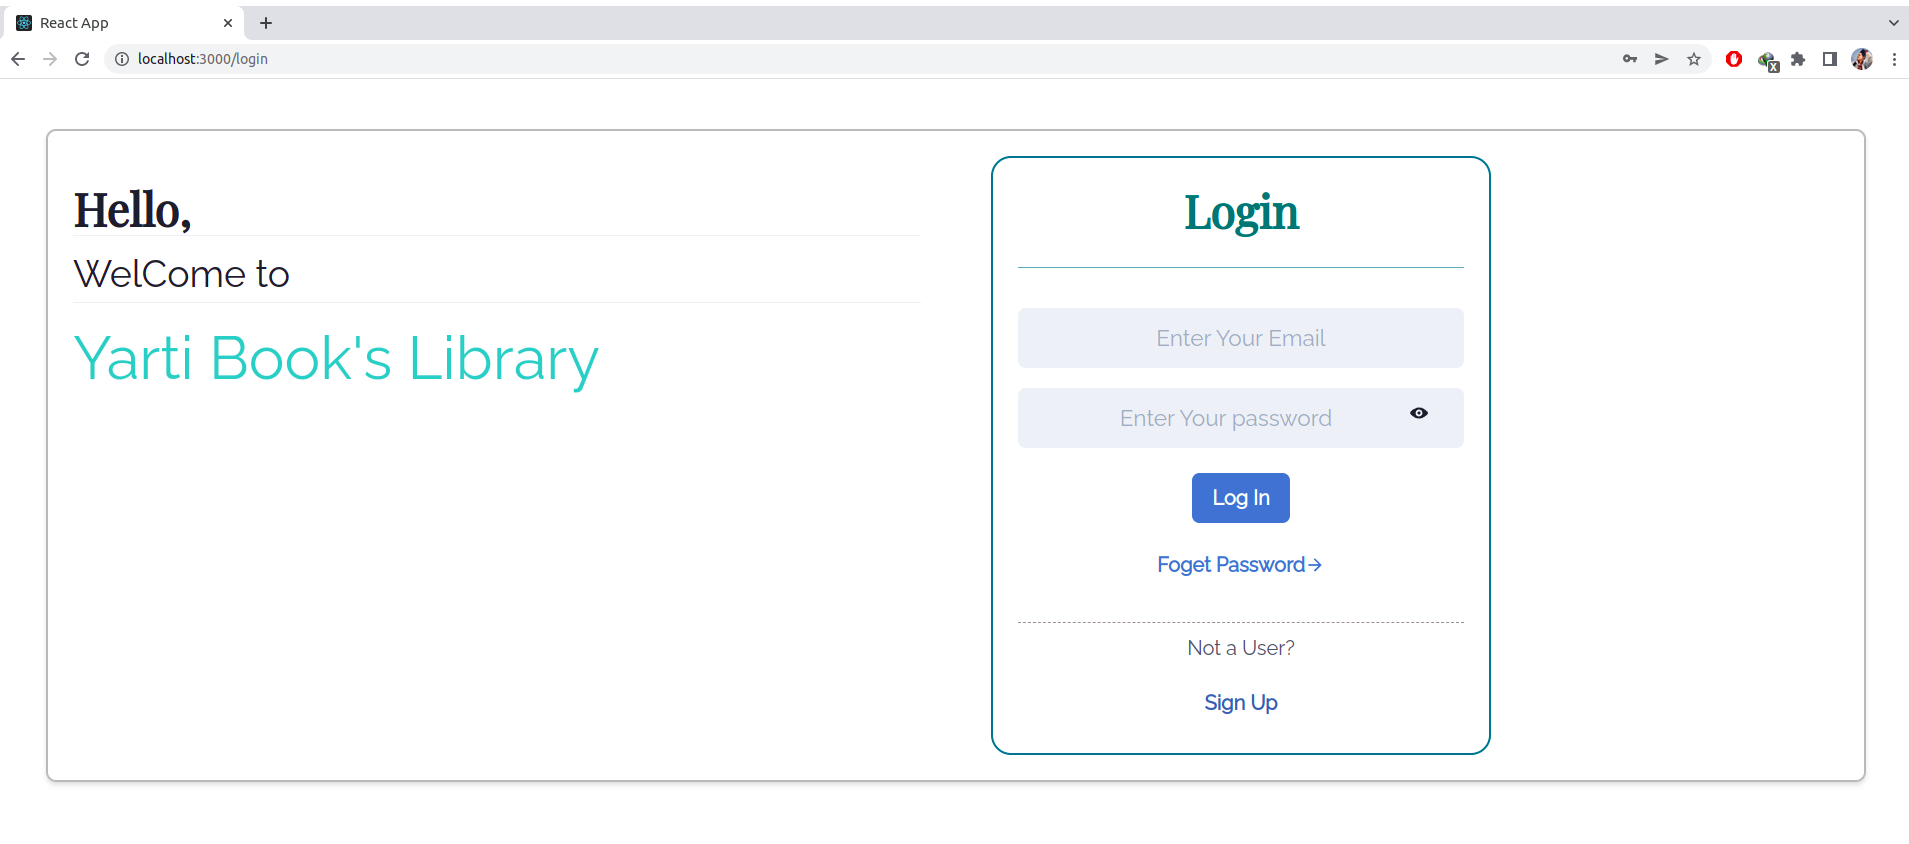 React App
localhost:3000/login
Hello,
WelCome to
Yarti Book's Library
Login
Enter Your Email
Enter Your password
Log In
Foget Password→
Not a User?
Sign Up